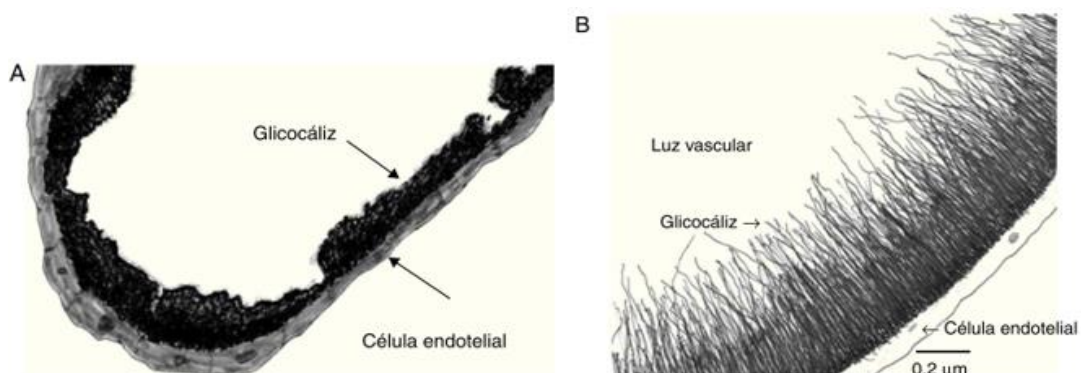 A
Glicocáliz
Célula endotelial
B
Luz vascular
Glicocáliz →
← Célula endotelial
0.2 µm